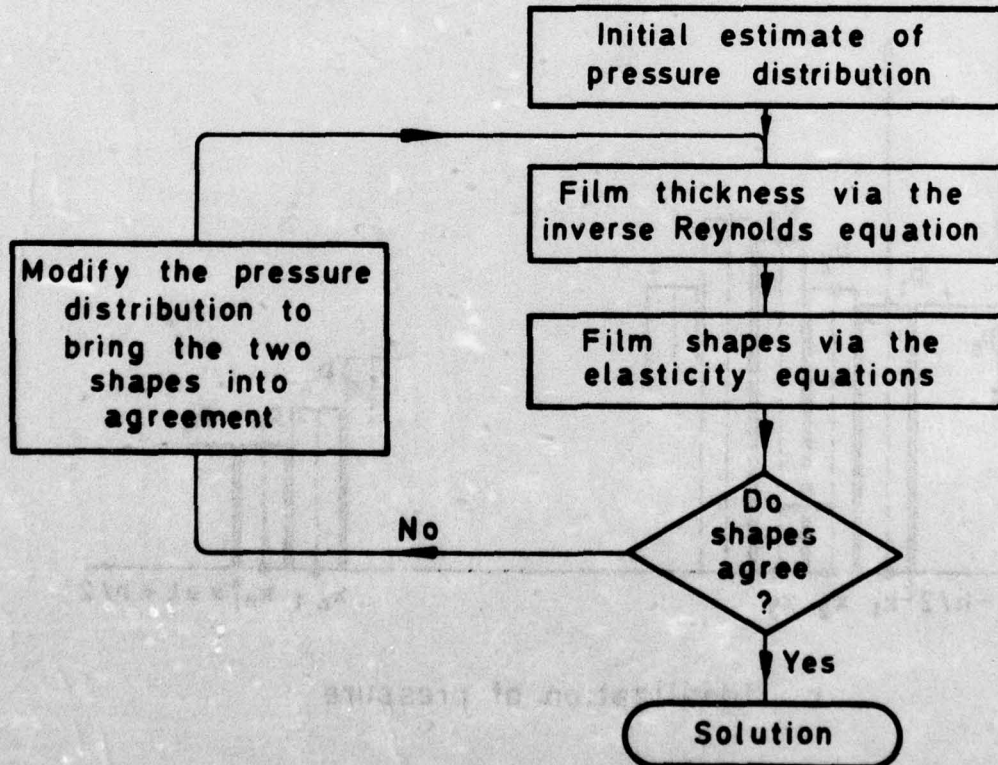 Initial estimate of
pressure distribution
Film thickness via the
inverse Reynolds equation
Film shapes via the
elasticity equations
Do
shapes
agree
?
No
Modify the pressure
distribution to
bring the two
shapes into
agreement
Yes
Solution